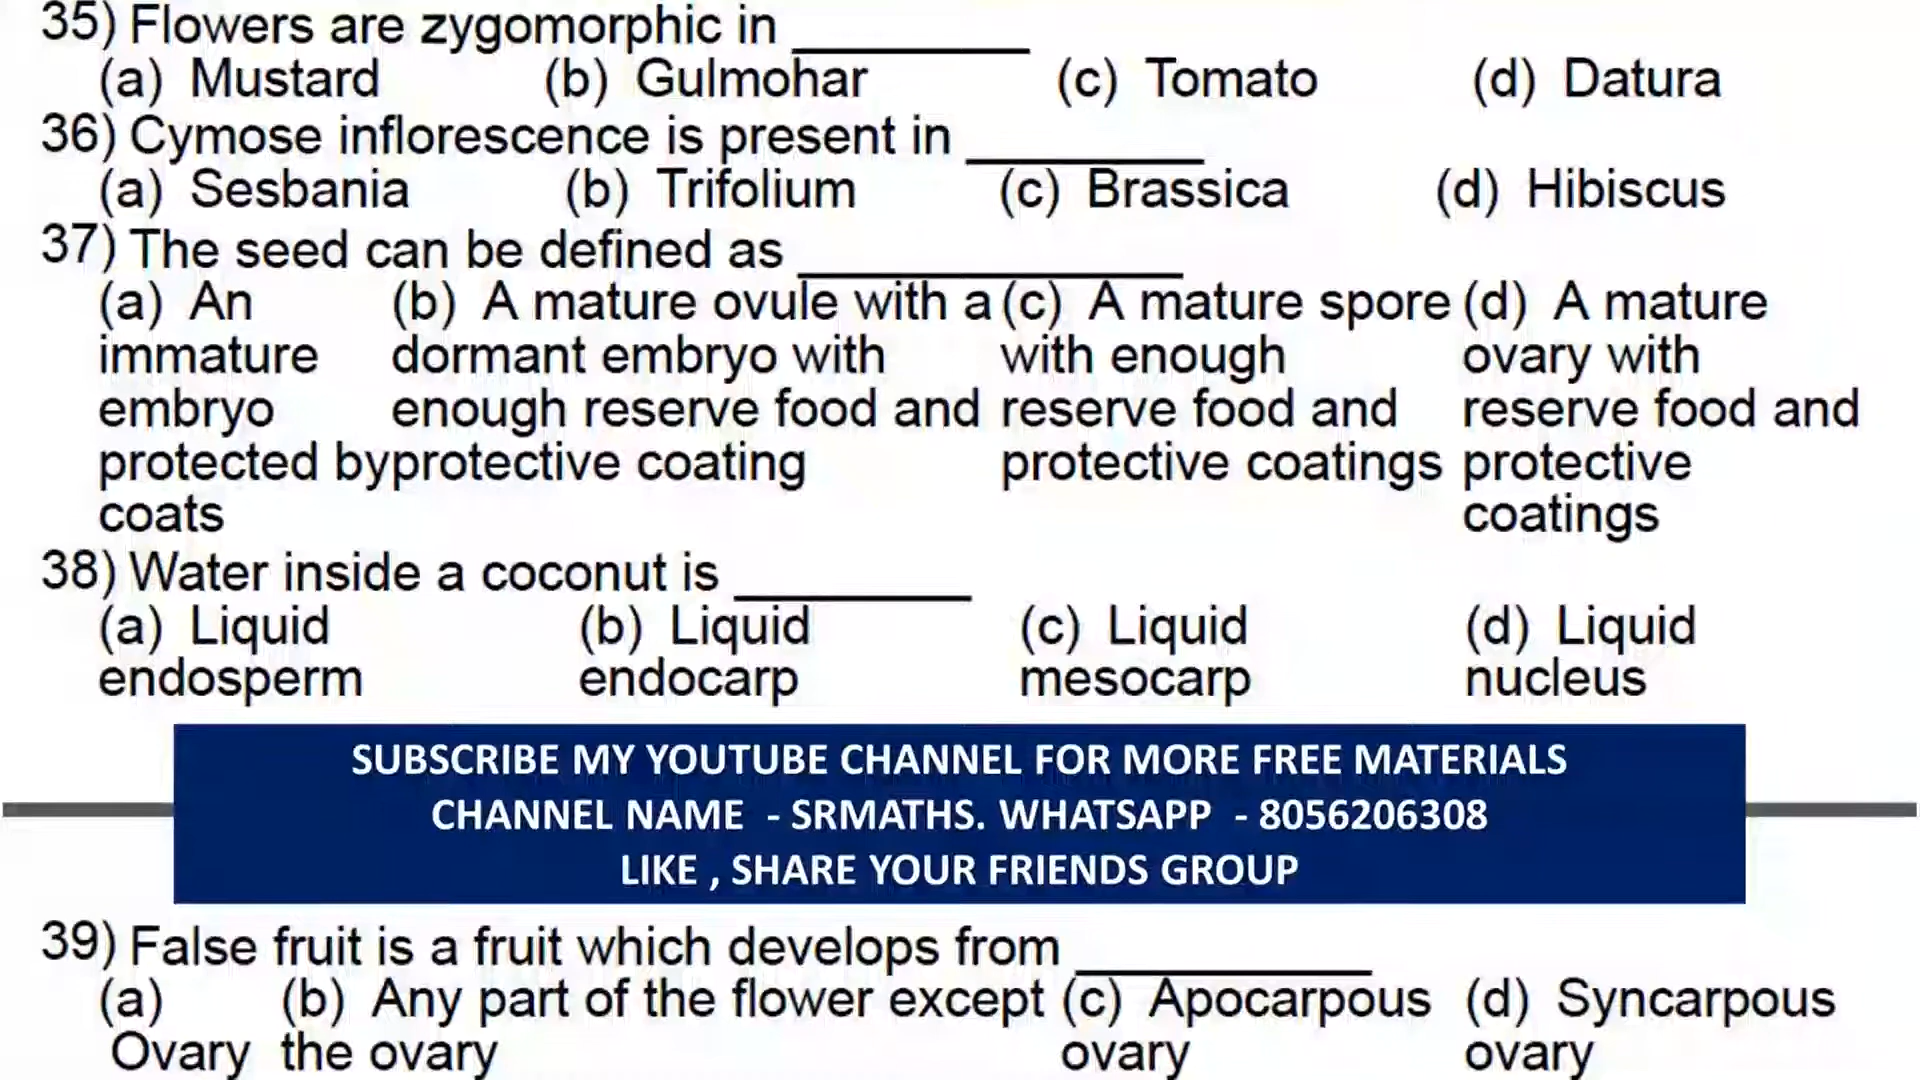 35) Flowers are zygomorphic in ________
(a) Mustard (b) Gulmohar (c) Tomato (d) Datura
36) Cymose inflorescence is present in ________
(a) Sesbania (b) Trifolium (c) Brassica (d) Hibiscus
37) The seed can be defined as _____________
(a) An (b) A mature ovule with a (c) A mature spore (d) A mature
immature dormant embryo with with enough ovary with
embryo enough reserve food and reserve food and reserve food and
protected by protective coating protective coatings protective
coats coatings
38) Water inside a coconut is ________
(a) Liquid (b) Liquid (c) Liquid (d) Liquid
endosperm endocarp mesocarp nucleus
SUBSCRIBE MY YOUTUBE CHANNEL FOR MORE FREE MATERIALS
CHANNEL NAME - SRMATHS. WHATSAPP - 8056206308
LIKE , SHARE YOUR FRIENDS GROUP
39) False fruit is a fruit which develops from __________
(a) (b) Any part of the flower except (c) Apocarpous (d) Syncarpous
Ovary the ovary ovary ovary